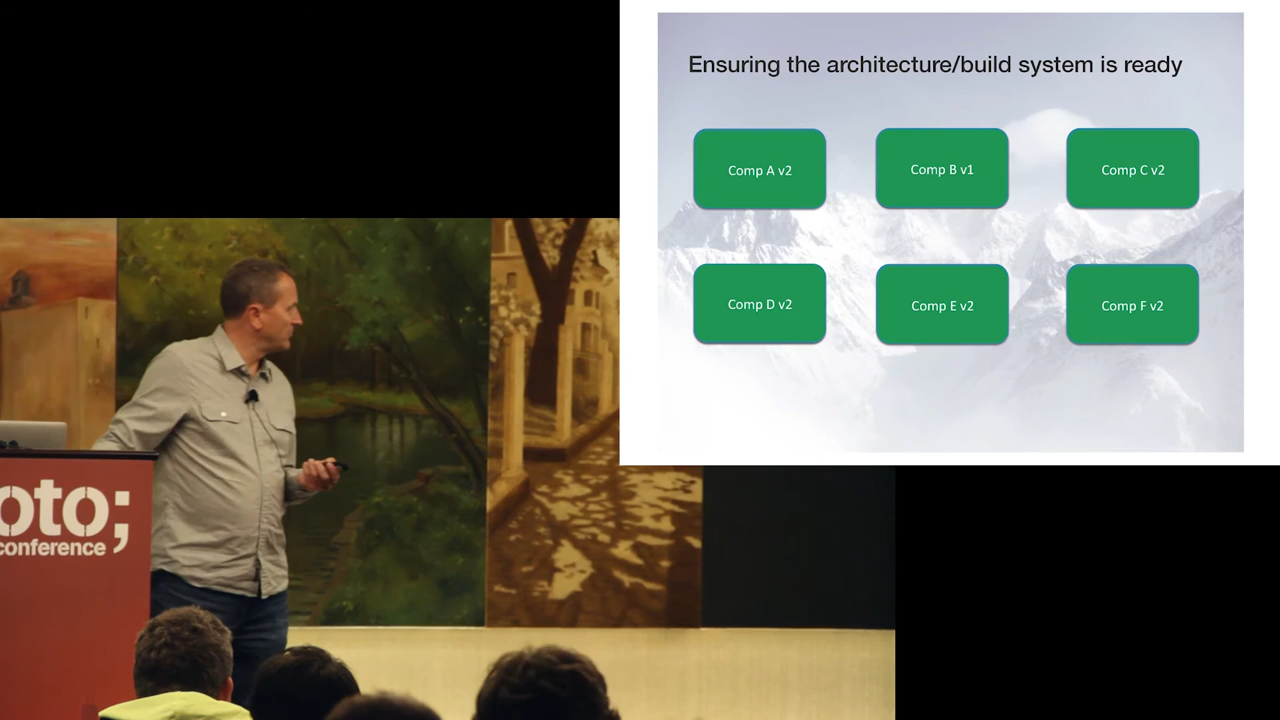 Ensuring the architecture/build system is ready
Comp A v2
Comp B v1
Comp C v2
Comp D v2
Comp E v2
Comp F v2
oto;
conference